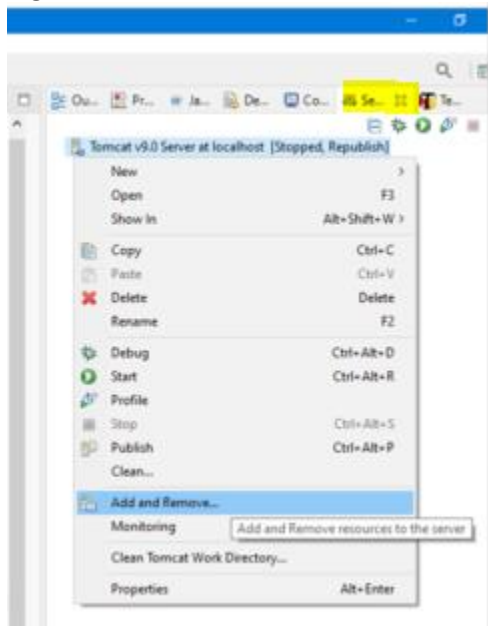 Ou... Pr... Ja... De... Co... Se... Te...
Tomcat v9.0 Server at localhost [Stopped, Republish]
New
Open F3
Show In Alt+Shift+W
Copy Ctrl+C
Paste Ctrl+V
Delete Delete
Rename F2
Debug Ctrl+Alt+D
Start Ctrl+Alt+R
Profile
Stop Ctrl+Alt+S
Publish Ctrl+Alt+P
Clean...
Add and Remove...
Monitoring
Add and Remove resources to the server
Clean Tomcat Work Directory...
Properties Alt+Enter